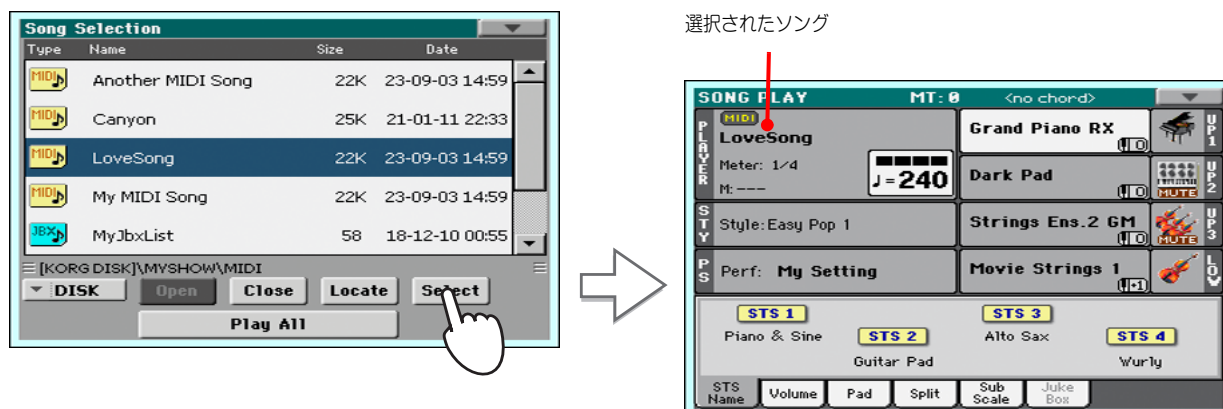 Song Selection
Type Name Size Date
MIDI Another MIDI Song 22K 23-09-03 14:59
MIDI Canyon 25K 21-01-11 22:33
MIDI LoveSong 22K 23-09-03 14:59
MIDI My MIDI Song 22K 23-09-03 14:59
JBX MyJbxList 58 18-12-10 00:55
[KORG DISK]\MYSHOW\MIDI
DISK Open Close Locate Select
Play All
選択されたソング
SONG PLAY MT: 0 <no chord>
PLAYER
MIDI
LoveSong
Meter: 1/4
M: ---
♩=240
Grand Piano RX 0 UP1
Dark Pad 0 MUTE UP2
STY
Style:Easy Pop 1
Strings Ens.2 GM 0 MUTE UP3
PS
Perf: My Setting
Movie Strings 1 +1 LOW
STS 1
Piano & Sine
STS 2
Guitar Pad
STS 3
Alto Sax
STS 4
Wurly
STS Name Volume Pad Split Sub Scale Juke Box